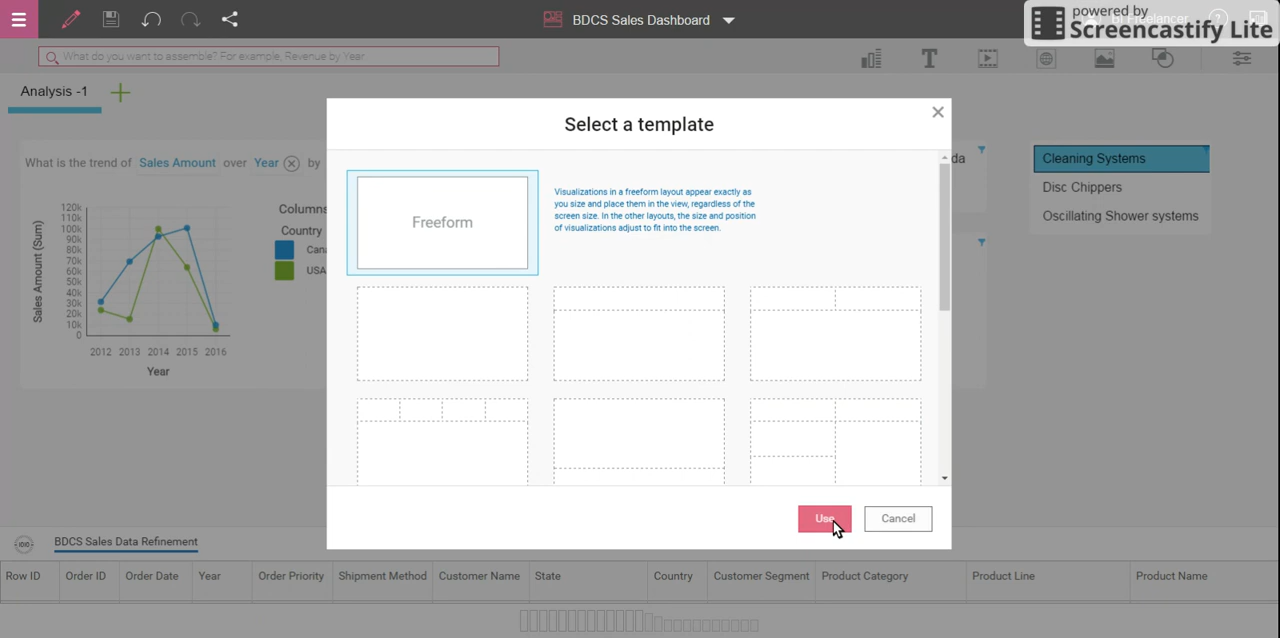 BDCS Sales Dashboard
powered by
Screencastify Lite
BI Freelancer
?
What do you want to assemble? For example, Revenue by Year
T
Analysis -1
Select a template
What is the trend of Sales Amount over Year by
Freeform
Visualizations in a freeform layout appear exactly as
you size and place them in the view, regardless of the
screen size. In the other layouts, the size and position
of visualizations adjust to fit into the screen.
da
Cleaning Systems
Disc Chippers
Oscillating Shower systems
Sales Amount (Sum)
120k
110k
100k
90k
80k
70k
60k
50k
40k
30k
20k
10k
0
2012 2013 2014 2015 2016
Year
Columns
Country
Cana
USA
Use
Cancel
BDCS Sales Data Refinement
Row ID Order ID Order Date Year Order Priority Shipment Method Customer Name State Country Customer Segment Product Category Product Line Product Name